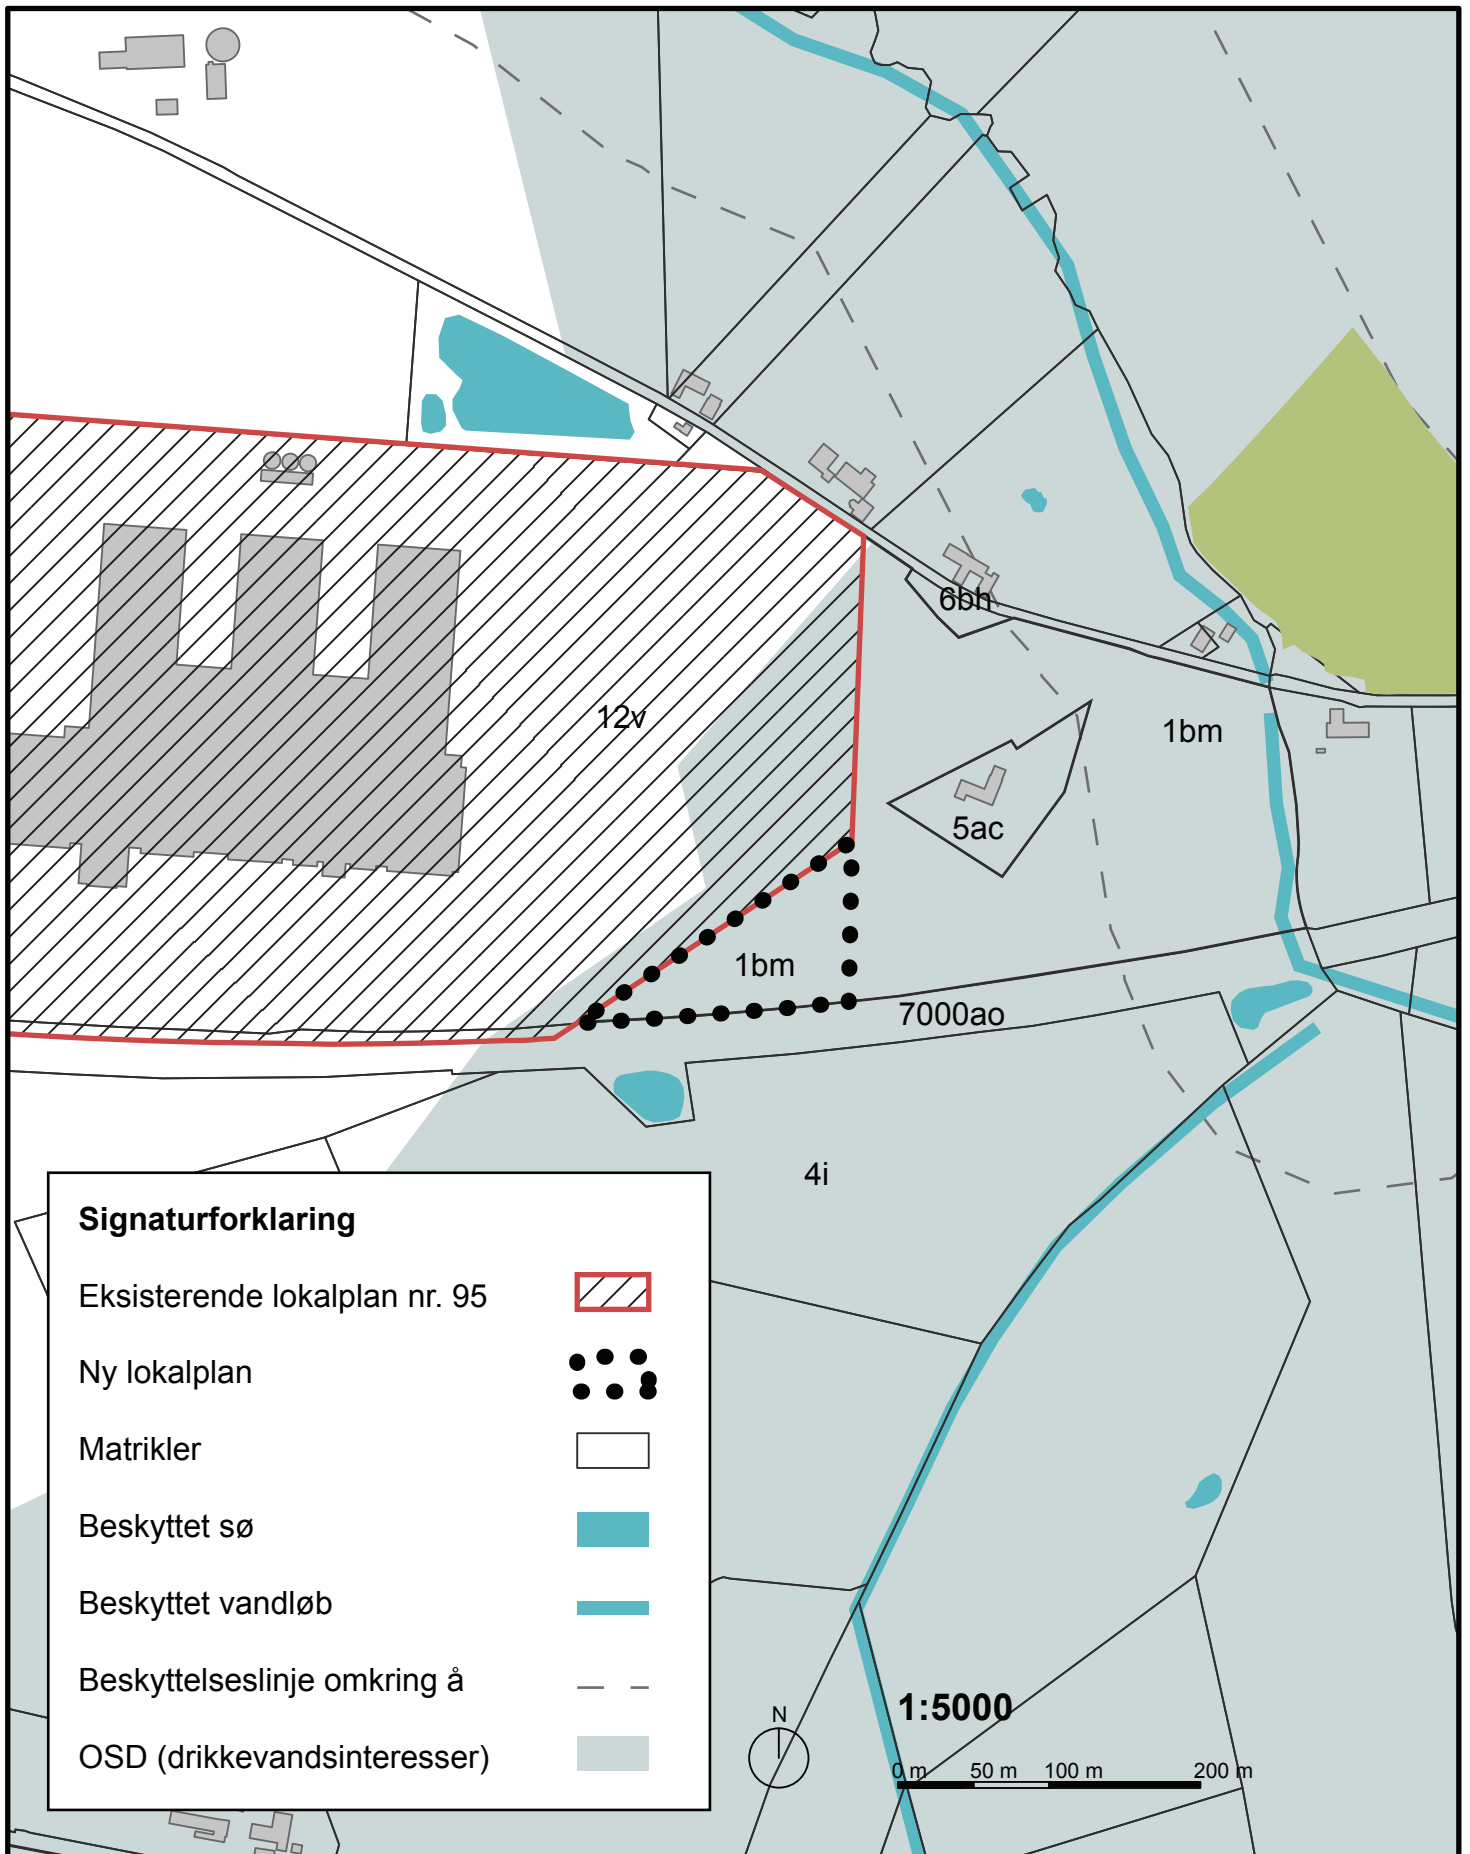 6bh
12v
1bm
5ac
1bm
7000ao
4i
Signaturforklaring
Eksisterende lokalplan nr. 95
Ny lokalplan
Matrikler
Beskyttet sø
Beskyttet vandløb
Beskyttelseslinje omkring å
OSD (drikkevandsinteresser)
N
1:5000
0 m 50 m 100 m 200 m